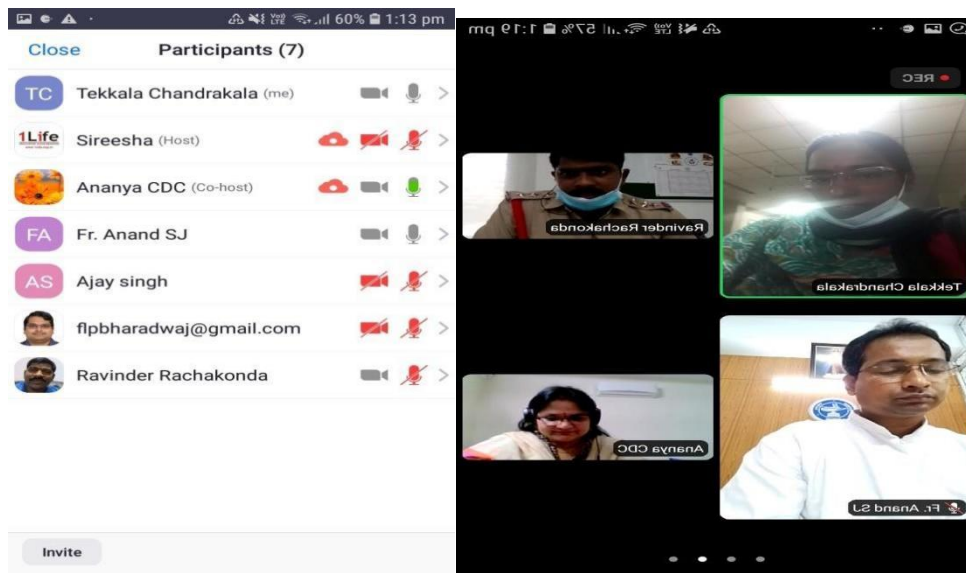 60% 1:13 pm
Close Participants (7)
TC Tekkala Chandrakala (me)
1Life Sireesha (Host)
Ananya CDC (Co-host)
FA Fr. Anand SJ
AS Ajay singh
flpbharadwaj@gmail.com
Ravinder Rachakonda
Invite
57% 1:19 pm
REC
Ravinder Rachakonda
Tekkala Chandrakala
Ananya CDC
Fr. Anand SJ